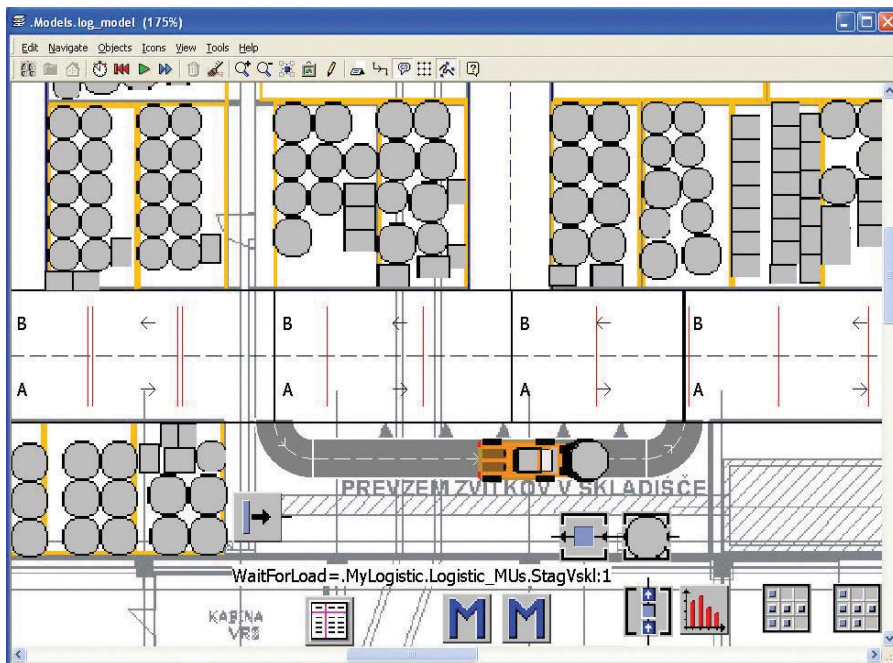 .Models.log_model (175%)
Edit Navigate Objects Icons View Tools Help
B B B B
A A A A
PREVZEM ZVITKOV V SKLADIŠČE
WaitForLoad=.MyLogistic.Logistic_MUs.StagVskl:1
KABINA
VRS
M M